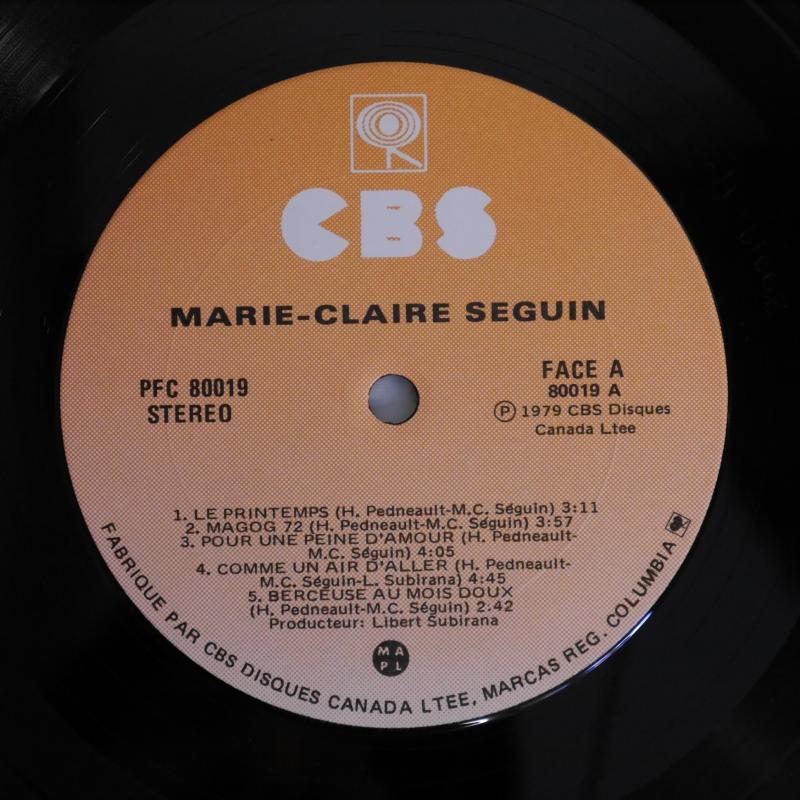 CBS
MARIE-CLAIRE SEGUIN
PFC 80019
STEREO
FACE A
80019 A
Ⓟ 1979 CBS Disques
Canada Ltee
1. LE PRINTEMPS (H. Pedneault-M.C. Séguin) 3:11
2. MAGOG 72 (H. Pedneault-M.C. Séguin) 3:57
3. POUR UNE PEINE D'AMOUR (H. Pedneault-
M.C. Séguin) 4:05
4. COMME UN AIR D'ALLER (H. Pedneault-
M.C. Séguin-L. Subirana) 4:45
5. BERCEUSE AU MOIS DOUX
(H. Pedneault-M.C. Séguin) 2:42
Producteur: Libert Subirana
MA
PL
FABRIQUE PAR CBS DISQUES CANADA LTEE, MARCAS REG. COLUMBIA